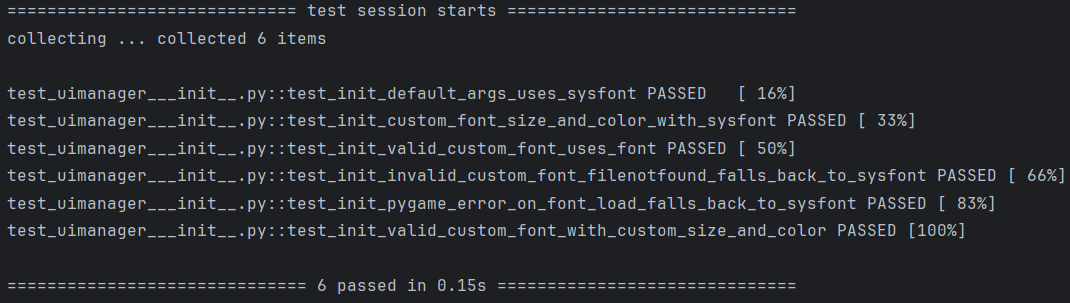 ============================= test session starts =============================
collecting ... collected 6 items
test_uimanager___init__.py::test_init_default_args_uses_sysfont PASSED   [ 16%]
test_uimanager___init__.py::test_init_custom_font_size_and_color_with_sysfont PASSED [ 33%]
test_uimanager___init__.py::test_init_valid_custom_font_uses_font PASSED [ 50%]
test_uimanager___init__.py::test_init_invalid_custom_font_filenotfound_falls_back_to_sysfont PASSED [ 66%]
test_uimanager___init__.py::test_init_pygame_error_on_font_load_falls_back_to_sysfont PASSED [ 83%]
test_uimanager___init__.py::test_init_valid_custom_font_with_custom_size_and_color PASSED [100%]
============================== 6 passed in 0.15s ==============================